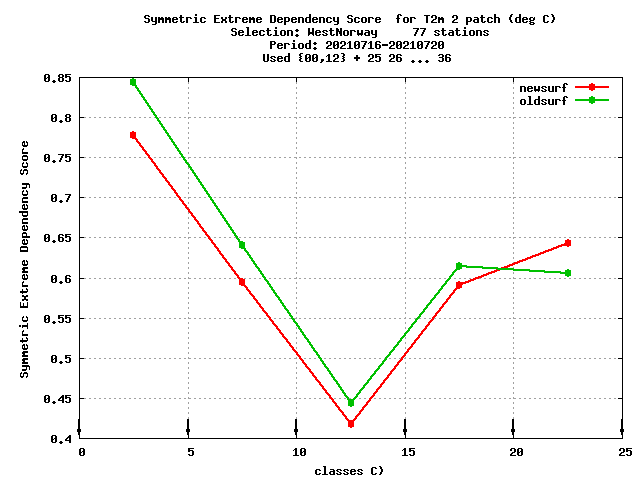 Symmetric Extreme Dependency Score  for T2m 2 patch (deg C)
Selection: WestNorway     77 stations
Period: 20210716-20210720
Used {00,12} + 25 26 ... 36
newsurf
oldsurf
0.85
0.8
0.75
0.7
0.65
0.6
0.55
0.5
0.45
0.4
Symmetric Extreme Dependency Score
0 5 10 15 20 25
classes C)